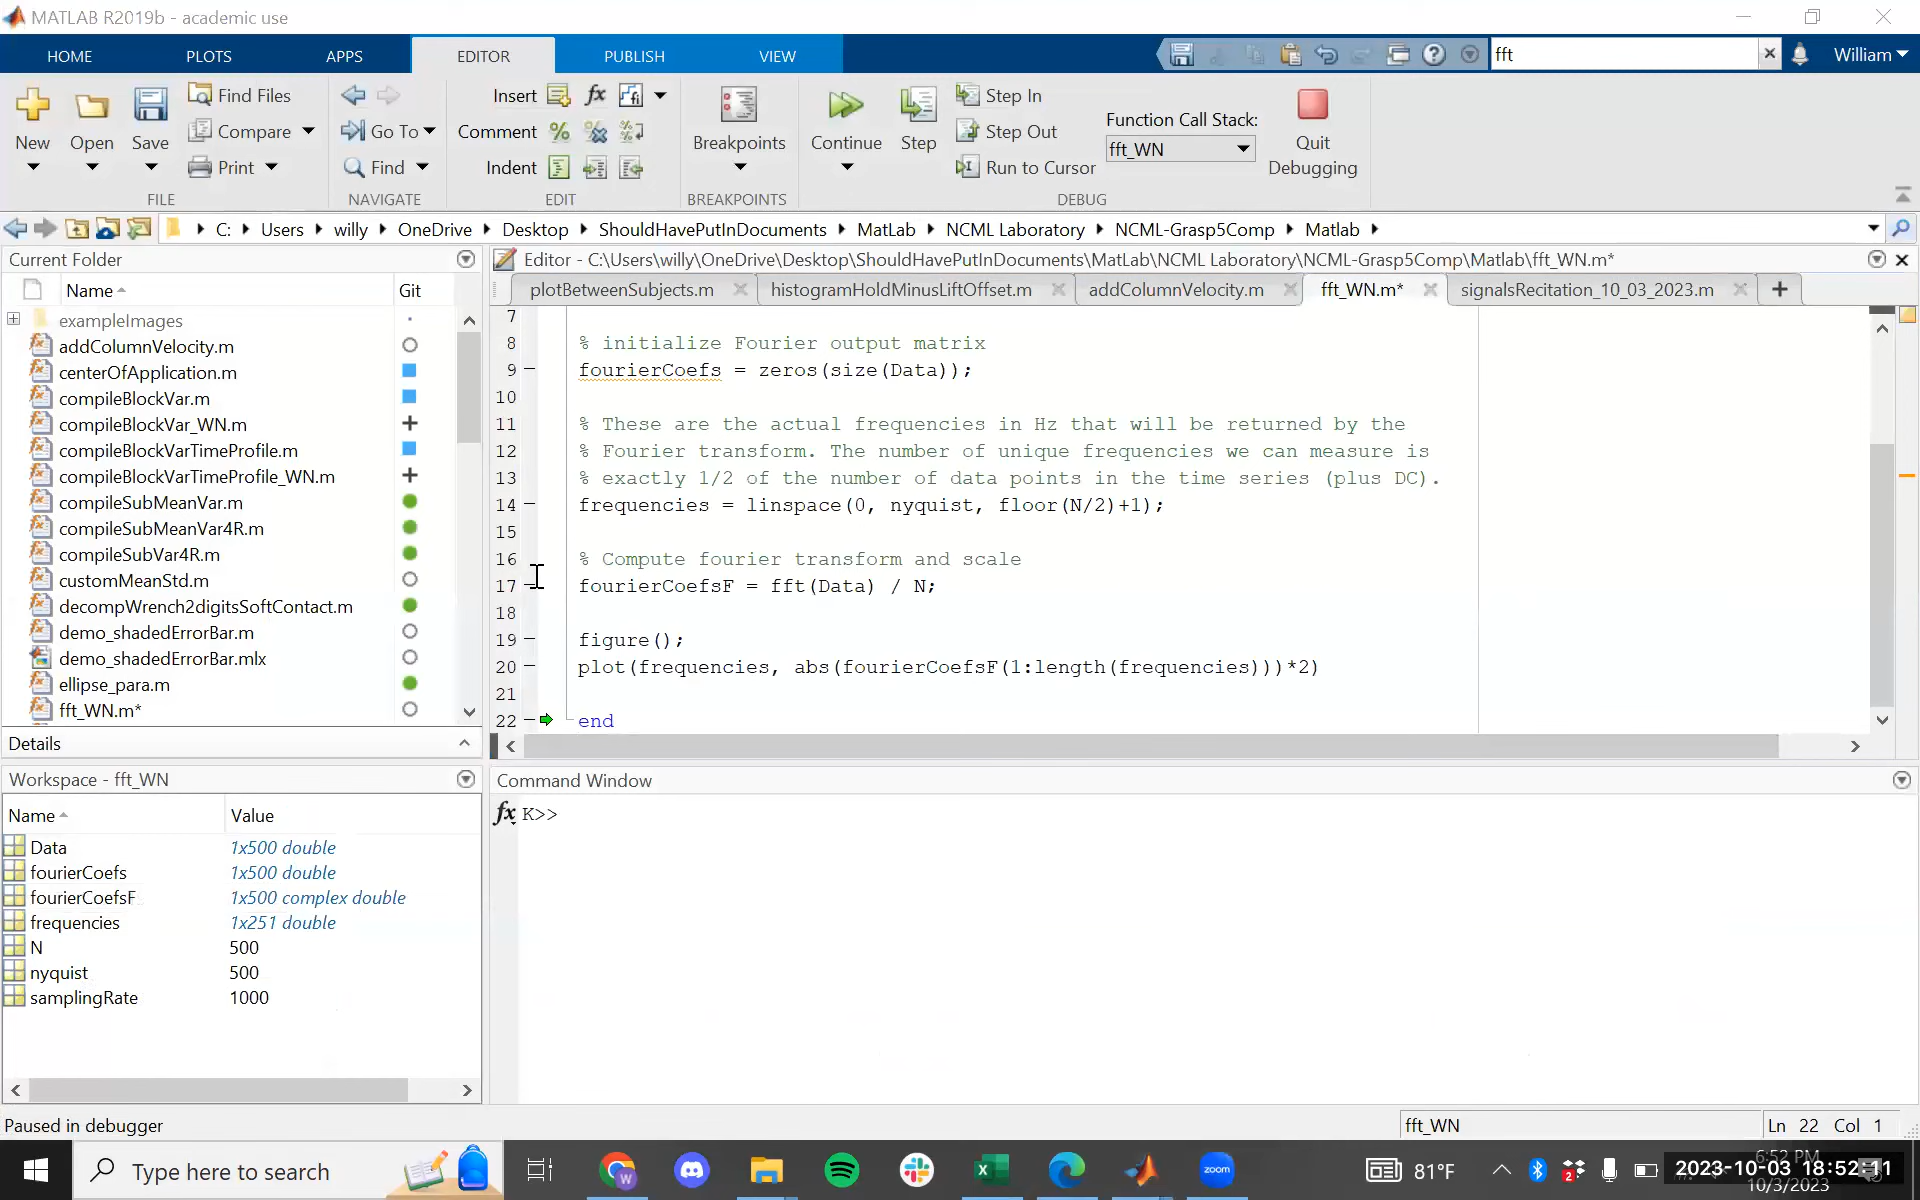 MATLAB R2019b - academic use
HOME PLOTS APPS EDITOR PUBLISH VIEW fft William
New Open Save Find Files Compare Print
FILE
Go To Find
NAVIGATE
Insert fx fi
Comment % %
Indent
EDIT
Breakpoints
BREAKPOINTS
Continue Step Step In Step Out Run to Cursor
Function Call Stack:
fft_WN
Quit Debugging
DEBUG
C: Users willy OneDrive Desktop ShouldHavePutInDocuments MatLab NCML Laboratory NCML-Grasp5Comp Matlab
Current Folder
Name Git
exampleImages
addColumnVelocity.m
centerOfApplication.m
compileBlockVar.m
compileBlockVar_WN.m
compileBlockVarTimeProfile.m
compileBlockVarTimeProfile_WN.m
compileSubMeanVar.m
compileSubMeanVar4R.m
compileSubVar4R.m
customMeanStd.m
decompWrench2digitsSoftContact.m
demo_shadedErrorBar.m
demo_shadedErrorBar.mlx
ellipse_para.m
fft_WN.m*
Details
Workspace - fft_WN
Name Value
Data 1x500 double
fourierCoefs 1x500 double
fourierCoefsF 1x500 complex double
frequencies 1x251 double
N 500
nyquist 500
samplingRate 1000
Editor - C:\Users\willy\OneDrive\Desktop\ShouldHavePutInDocuments\MatLab\NCML Laboratory\NCML-Grasp5Comp\Matlab\fft_WN.m*
plotBetweenSubjects.m histogramHoldMinusLiftOffset.m addColumnVelocity.m fft_WN.m* signalsRecitation_10_03_2023.m
7
8 % initialize Fourier output matrix
9 fourierCoefs = zeros(size(Data));
10
11 % These are the actual frequencies in Hz that will be returned by the
12 % Fourier transform. The number of unique frequencies we can measure is
13 % exactly 1/2 of the number of data points in the time series (plus DC).
14 frequencies = linspace(0, nyquist, floor(N/2)+1);
15
16 % Compute fourier transform and scale
17 fourierCoefsF = fft(Data) / N;
18
19 figure();
20 plot(frequencies, abs(fourierCoefsF(1:length(frequencies)))*2)
21
22 end
Command Window
fx K>>
Paused in debugger
fft_WN Ln 22 Col 1
Type here to search
W
zoom
2
81°F
6:52 PM
2023-10-03 18:52:11
10/3/2023